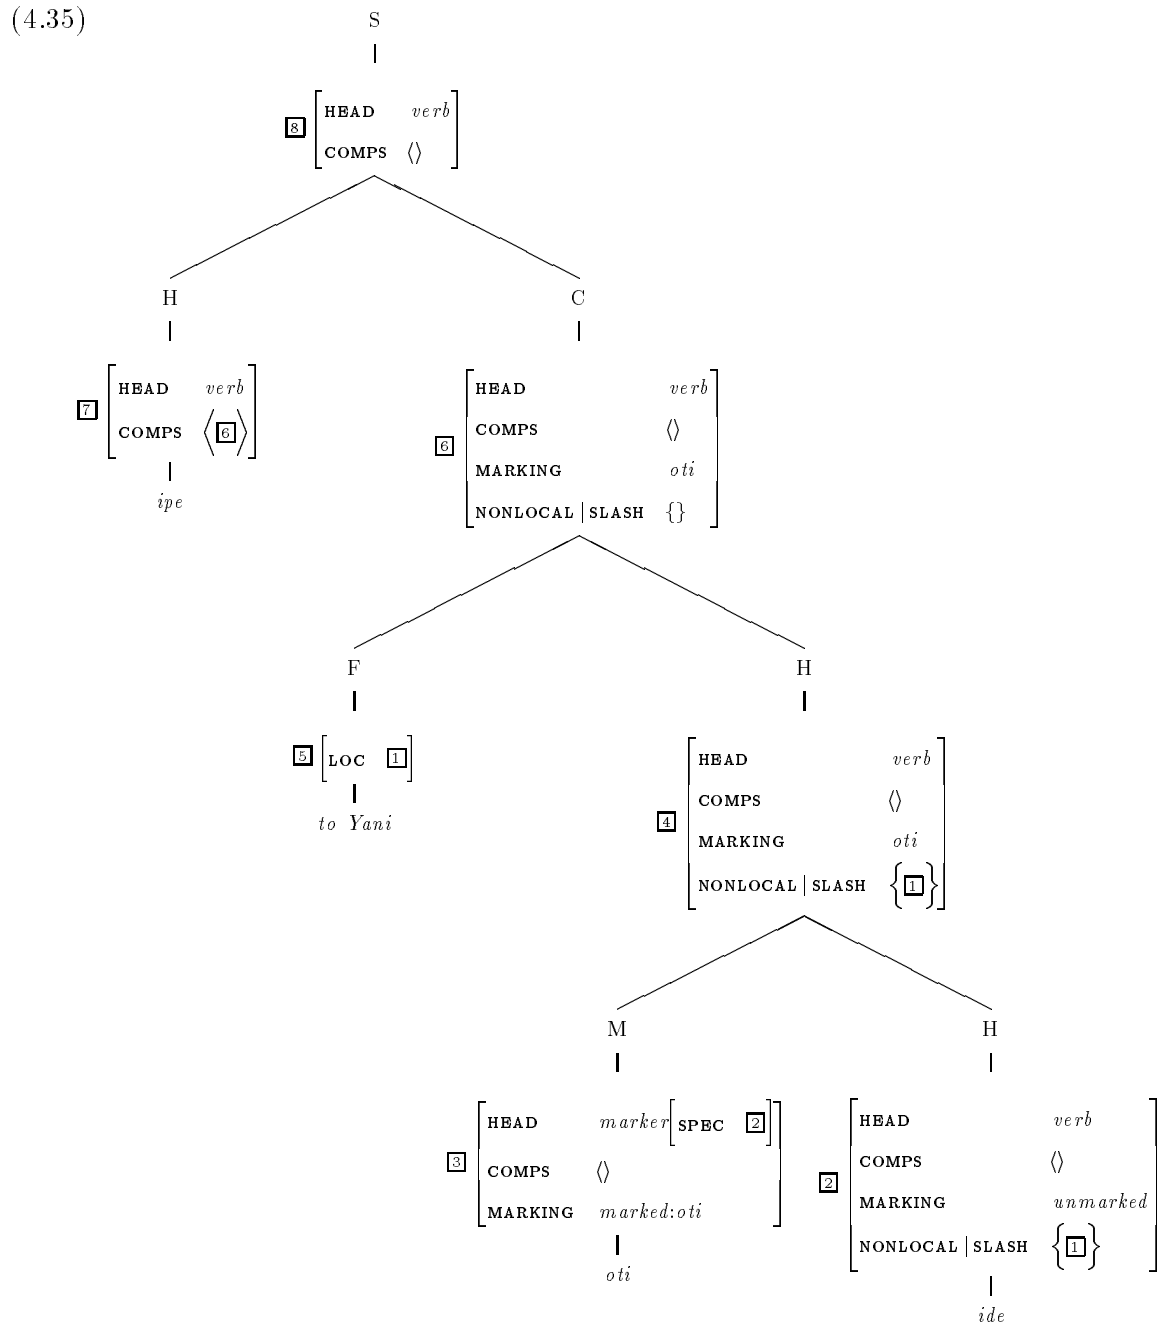 (4.35)
S
8 [HEAD verb
COMPS ⟨⟩]
H
C
7 [HEAD verb
COMPS ⟨6⟩]
ipe
6 [HEAD verb
COMPS ⟨⟩
MARKING oti
NONLOCAL|SLASH {}]
F
H
5 [LOC 1]
to Yani
4 [HEAD verb
COMPS ⟨⟩
MARKING oti
NONLOCAL|SLASH {1}]
M
H
3 [HEAD marker[SPEC 2]
COMPS ⟨⟩
MARKING marked:oti]
oti
2 [HEAD verb
COMPS ⟨⟩
MARKING unmarked
NONLOCAL|SLASH {1}]
ide